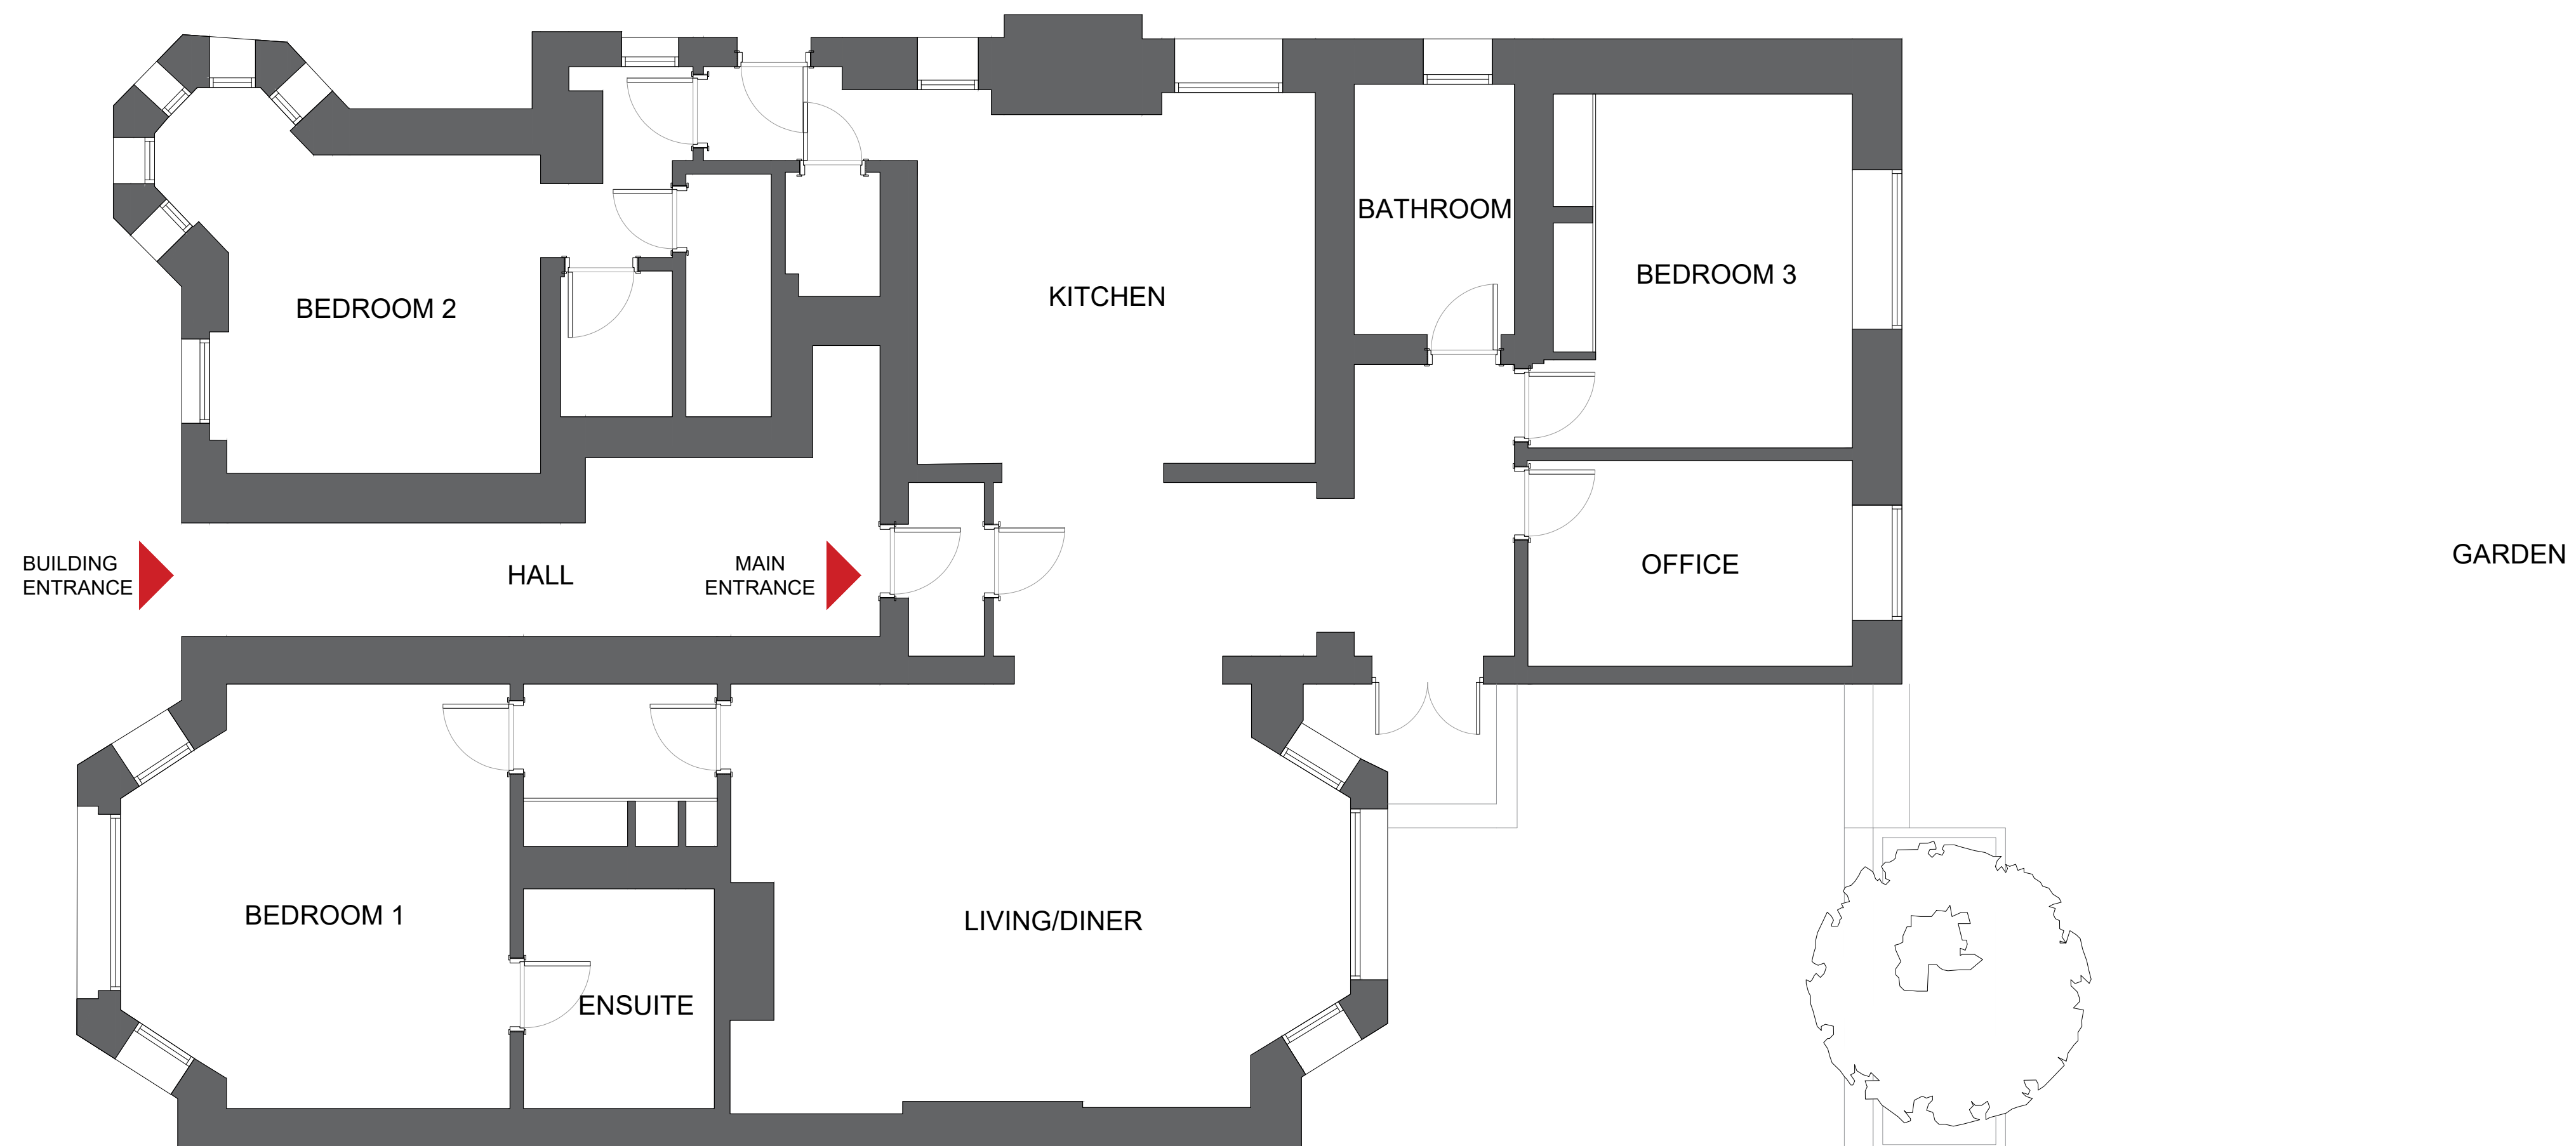 BATHROOM
BEDROOM 3
KITCHEN
BEDROOM 2
BUILDING
ENTRANCE
HALL
MAIN
ENTRANCE
OFFICE
GARDEN
BEDROOM 1
LIVING/DINER
ENSUITE